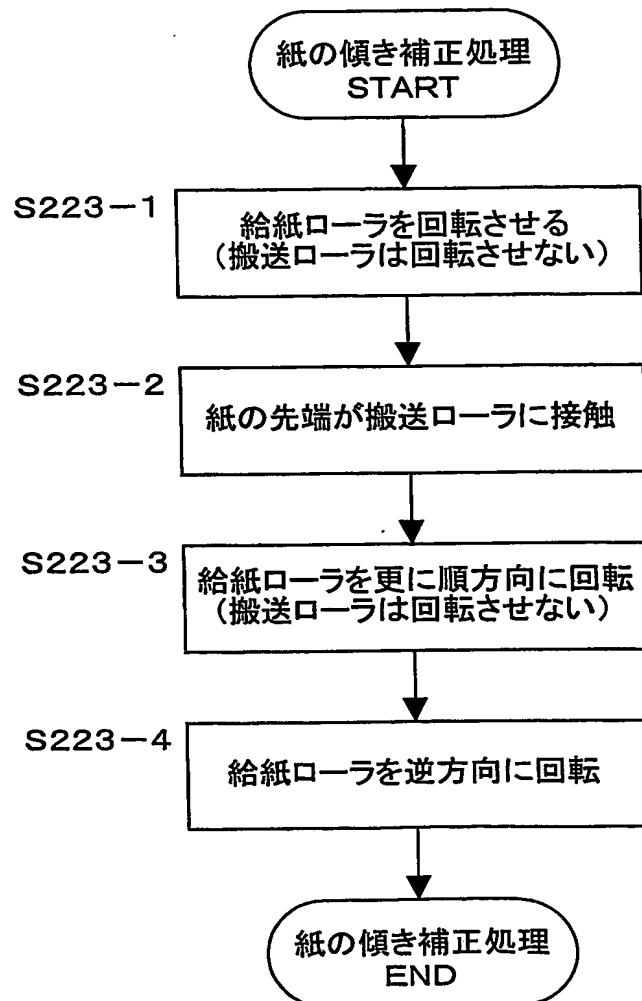 紙の傾き補正処理
START
S223-1
給紙ローラを回転させる
(搬送ローラは回転させない)
S223-2
紙の先端が搬送ローラに接触
S223-3
給紙ローラを更に順方向に回転
(搬送ローラは回転させない)
S223-4
給紙ローラを逆方向に回転
紙の傾き補正処理
END